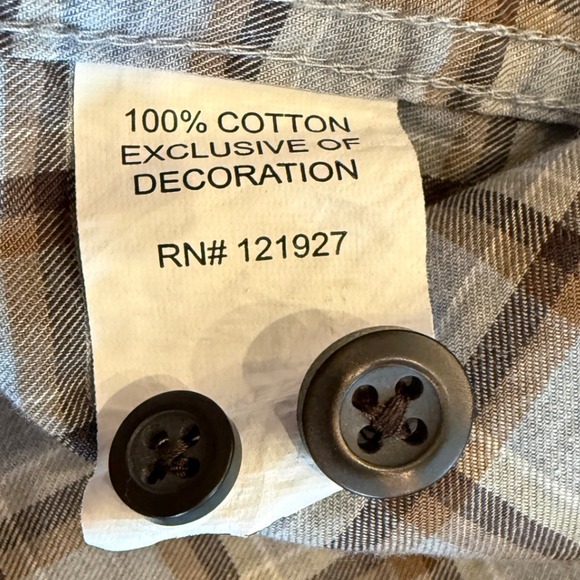 100% COTTON
EXCLUSIVE OF
DECORATION
RN# 121927